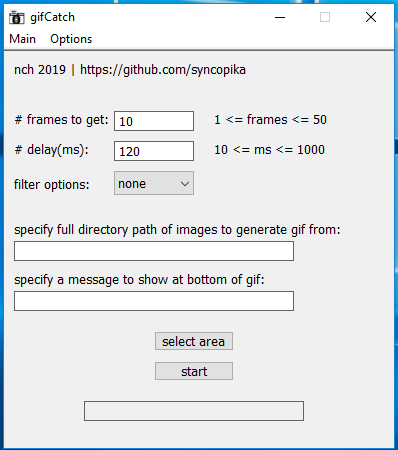 gifCatch
Main Options
nch 2019 | https://github.com/syncopika
# frames to get: 10 1 <= frames <= 50
# delay(ms): 120 10 <= ms <= 1000
filter options: none
specify full directory path of images to generate gif from:
specify a message to show at bottom of gif:
select area
start